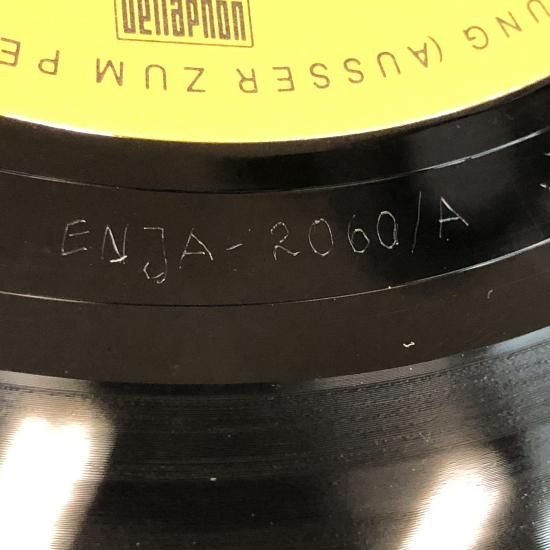 bellaphon
UNG (AUSSER ZUM PE
ENJA-2060/A